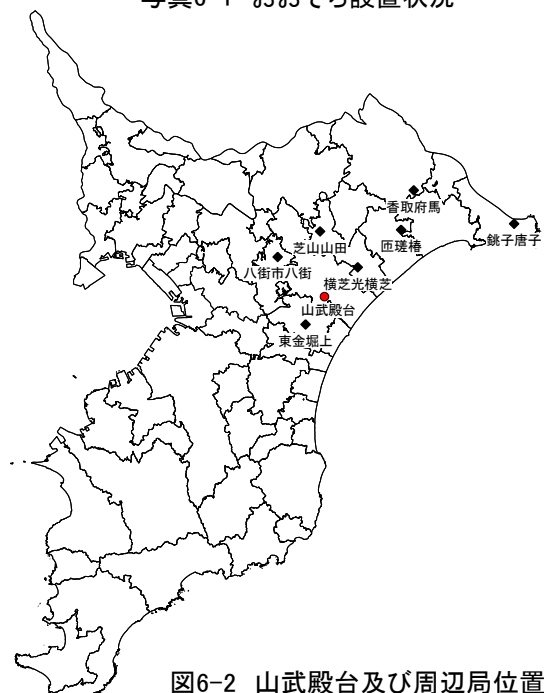 写真6-1 おおぞら設置状況
香取府馬
芝山山田
匝瑳椿
銚子唐子
八街市八街
横芝光横芝
山武殿台
東金堀上
図6-2 山武殿台及び周辺局位置